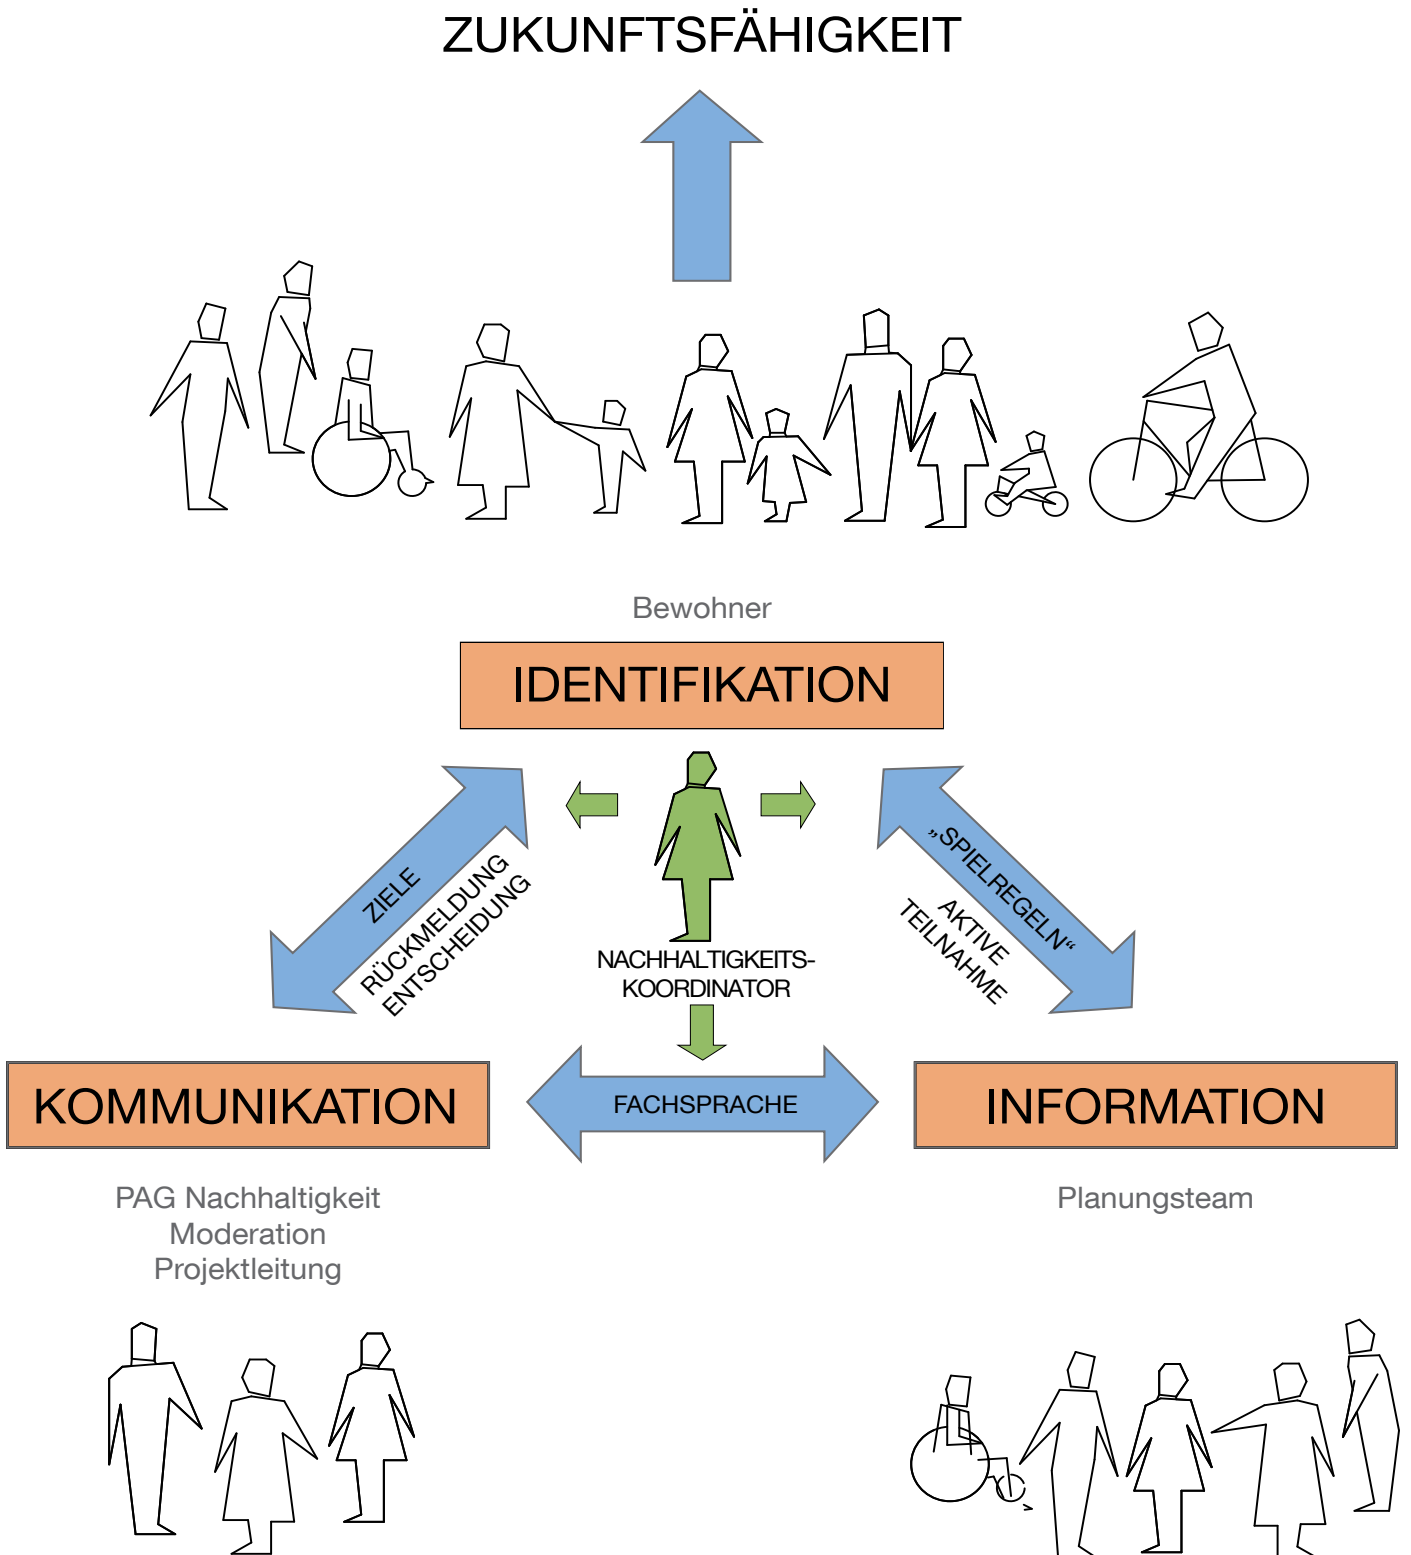 ZUKUNFTSFÄHIGKEIT
Bewohner
IDENTIFIKATION
ZIELE
RÜCKMELDUNG
ENTSCHEIDUNG
„SPIELREGELN“
AKTIVE
TEILNAHME
NACHHALTIGKEITS-
KOORDINATOR
KOMMUNIKATION
FACHSPRACHE
INFORMATION
PAG Nachhaltigkeit
Moderation
Projektleitung
Planungsteam